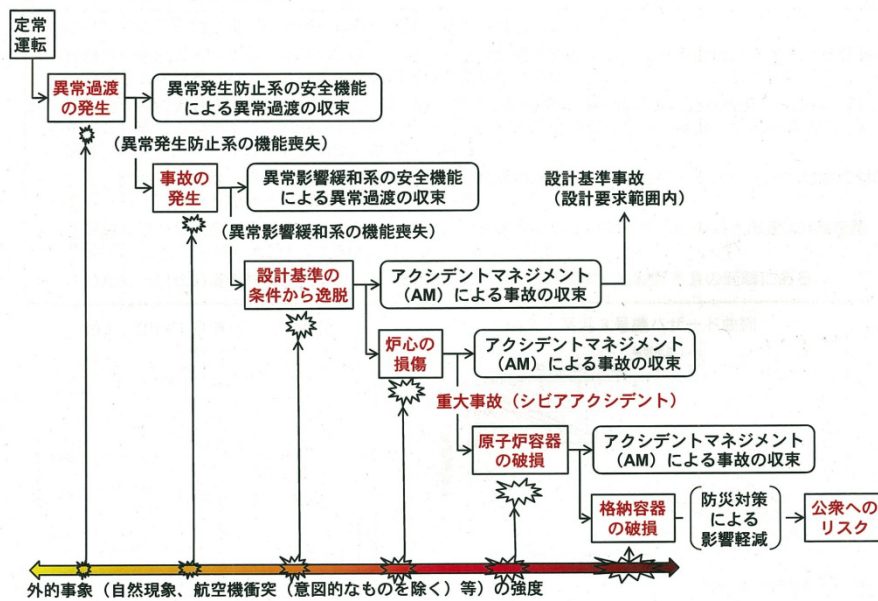 定常
運転
異常過渡
の発生
異常発生防止系の安全機能
による異常過渡の収束
(異常発生防止系の機能喪失)
事故の
発生
異常影響緩和系の安全機能
による異常過渡の収束
設計基準事故
(設計要求範囲内)
(異常影響緩和系の機能喪失)
設計基準の
条件から逸脱
アクシデントマネジメント
(AM)による事故の収束
炉心の
損傷
アクシデントマネジメント
(AM)による事故の収束
重大事故(シビアアクシデント)
原子炉容器
の破損
アクシデントマネジメント
(AM)による事故の収束
格納容器
の破損
防災対策
による
影響軽減
公衆への
リスク
外的事象(自然現象、航空機衝突(意図的なものを除く)等)の強度